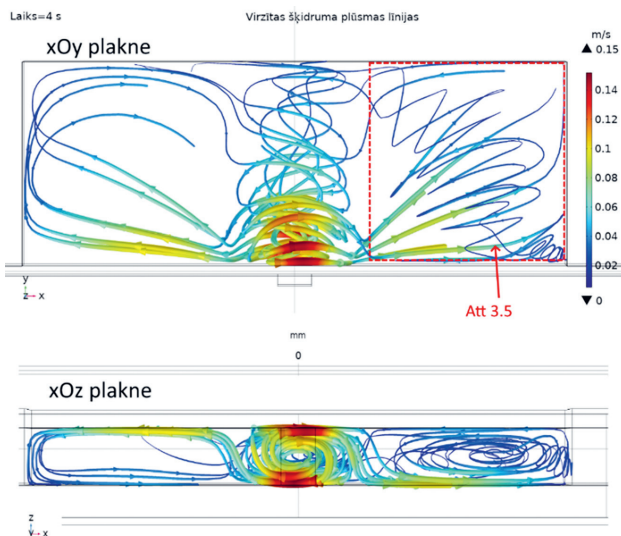 Laiks=4 s
Virzītas šķidruma plūsmas līnijas
xOy plakne
m/s
▲ 0.15
0.14
0.12
0.1
0.08
0.06
0.04
0.02
▼ 0
Att 3.5
y
z x
mm
0
xOz plakne
z
y x